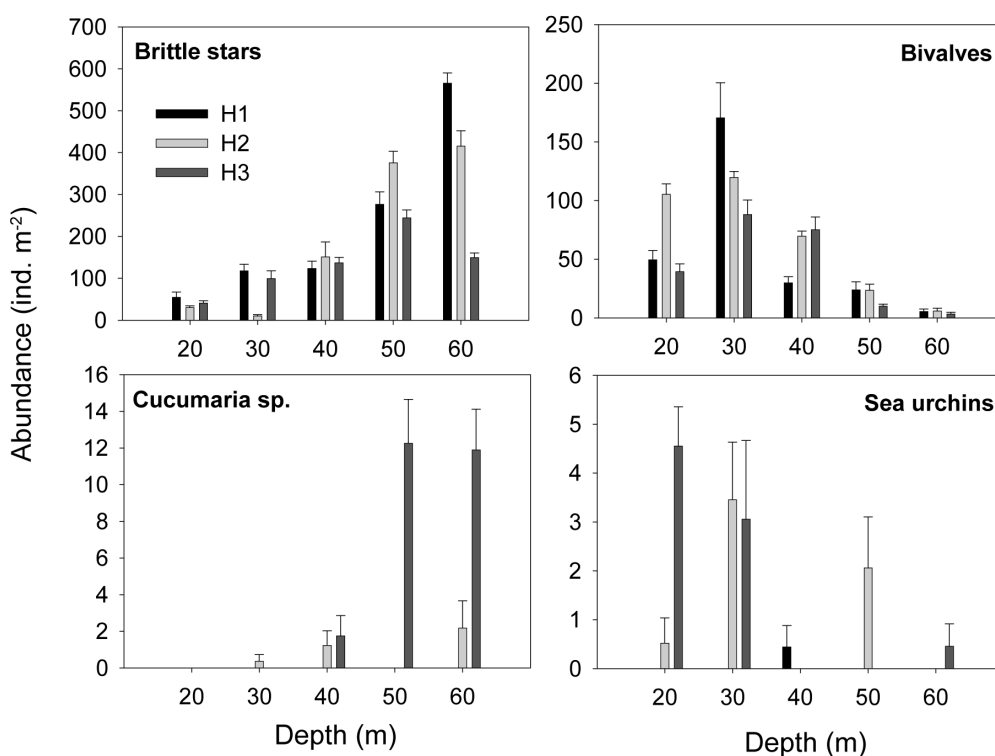 Abundance (ind. m-2)
Brittle stars
H1
H2
H3
700
600
500
400
300
200
100
0
20 30 40 50 60
Bivalves
250
200
150
100
50
0
20 30 40 50 60
Cucumaria sp.
16
14
12
10
8
6
4
2
0
20 30 40 50 60
Depth (m)
Sea urchins
6
5
4
3
2
1
0
20 30 40 50 60
Depth (m)